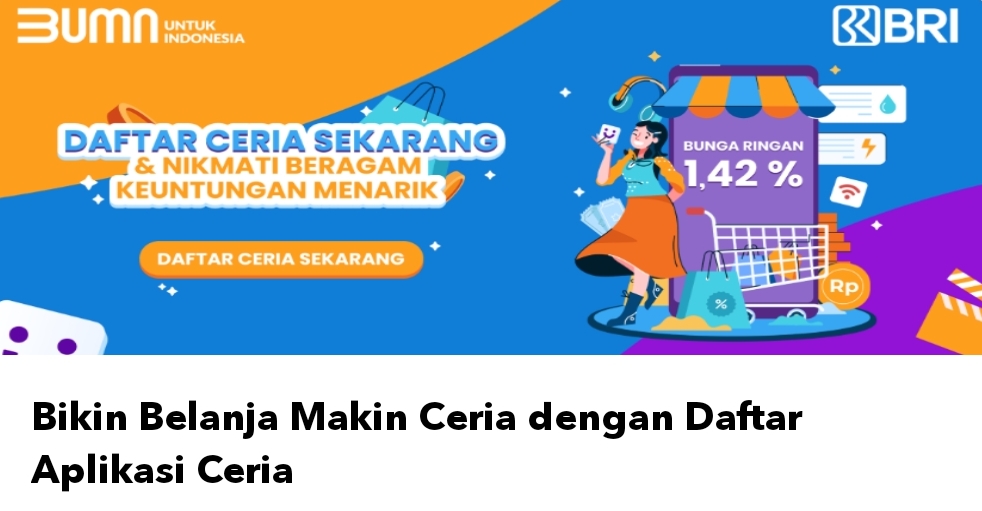 BUMN UNTUK
INDONESIA
BRI
DAFTAR CERIA SEKARANG
& NIKMATI BERAGAM
KEUNTUNGAN MENARIK
DAFTAR CERIA SEKARANG
BUNGA RINGAN
1,42 %
%
Rp
Bikin Belanja Makin Ceria dengan Daftar
Aplikasi Ceria